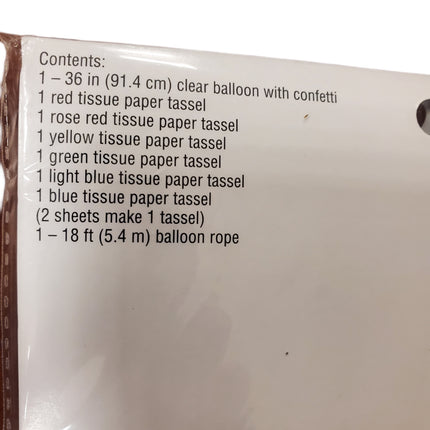 Contents:
1 – 36 in (91.4 cm) clear balloon with confetti
1 red tissue paper tassel
1 rose red tissue paper tassel
1 yellow tissue paper tassel
1 green tissue paper tassel
1 light blue tissue paper tassel
1 blue tissue paper tassel
(2 sheets make 1 tassel)
1 – 18 ft (5.4 m) balloon rope